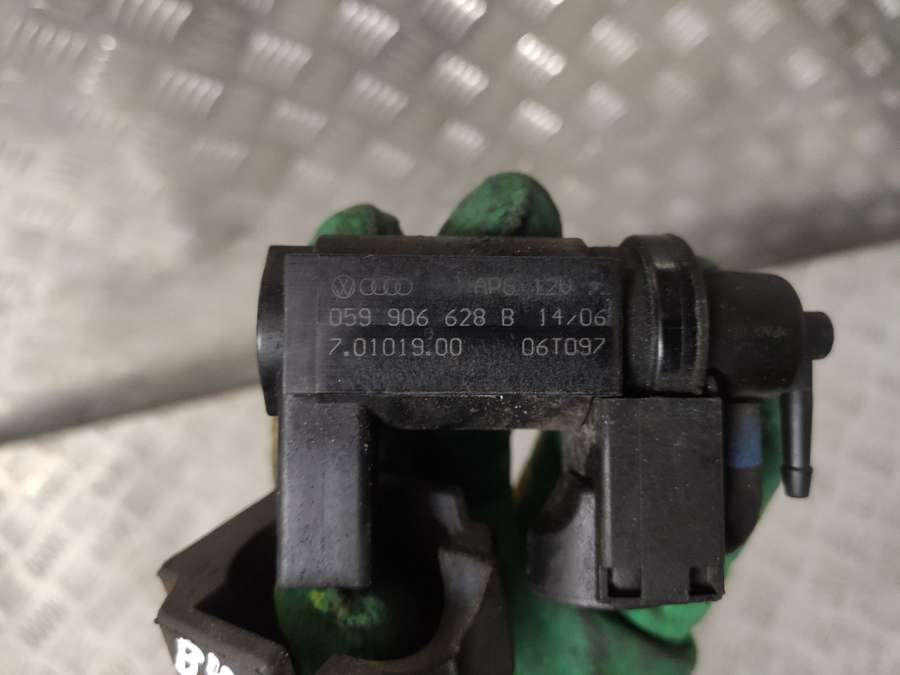 APG 12V
059 906 628 B 14/06
7.01019.00 06T097